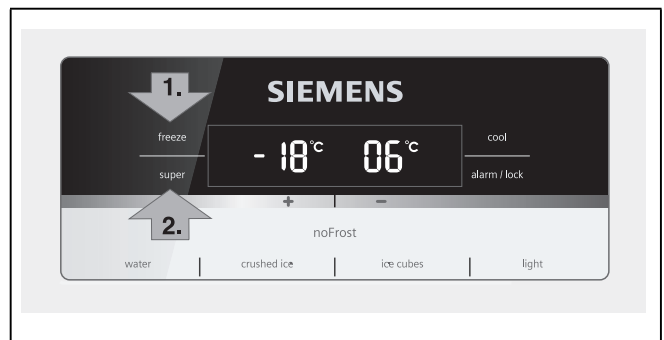 1.
SIEMENS
freeze - 18°C 06°C cool
super alarm / lock
+ -
2.
noFrost
water crushed ice ice cubes light